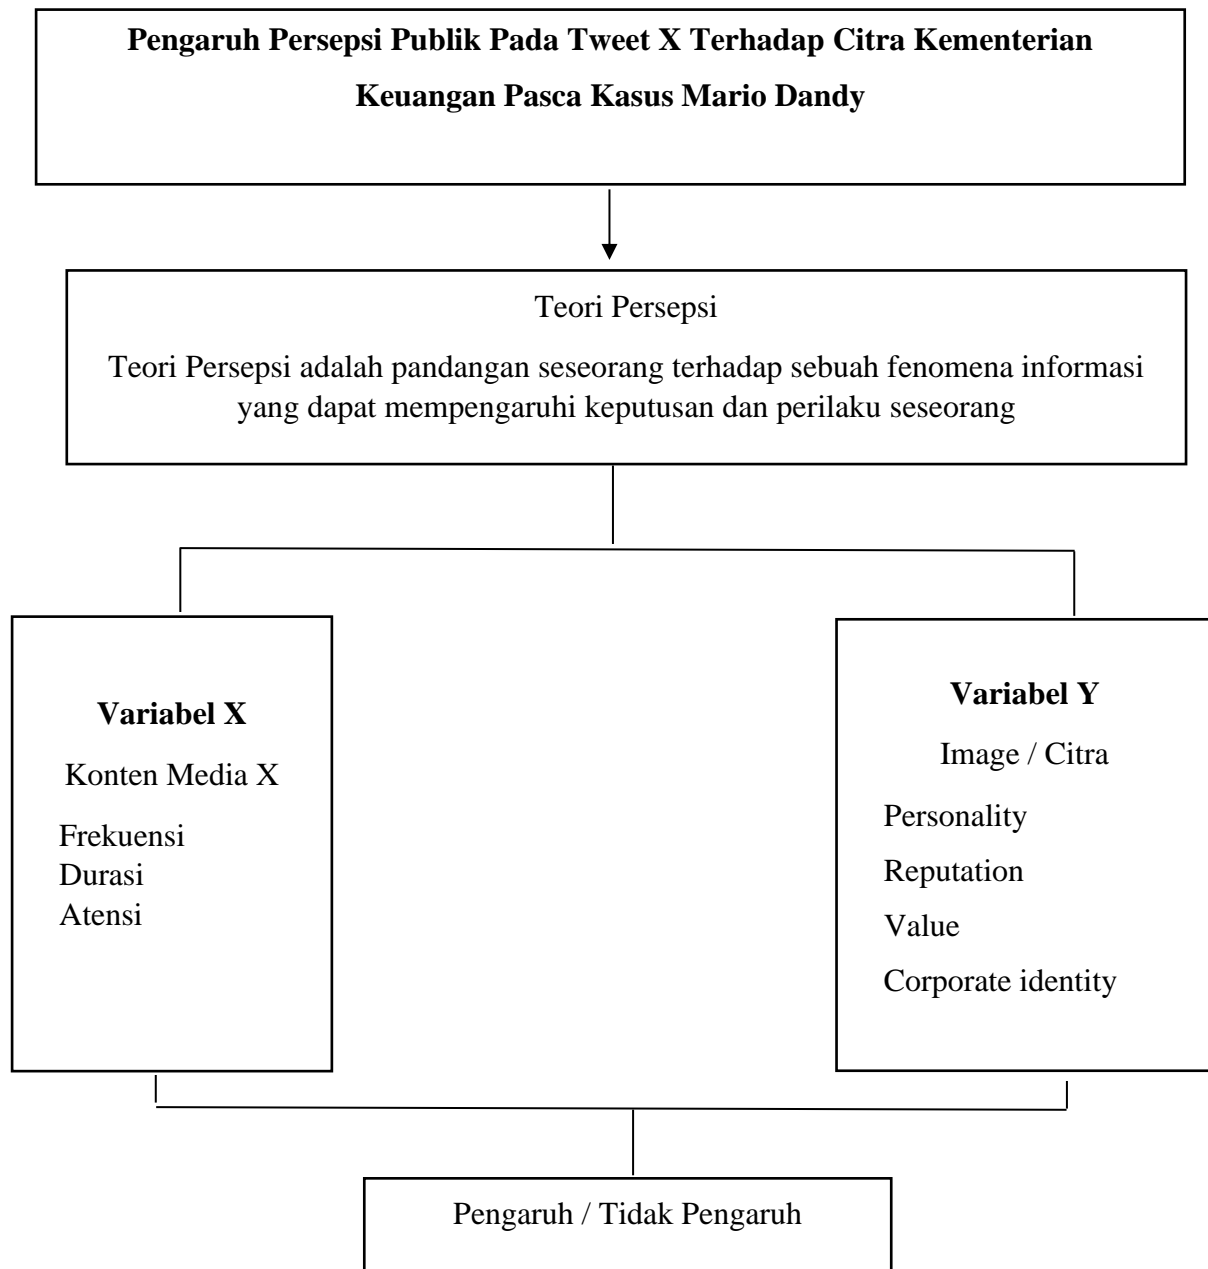 Pengaruh Persepsi Publik Pada Tweet X Terhadap Citra Kementerian
Keuangan Pasca Kasus Mario Dandy
Teori Persepsi
Teori Persepsi adalah pandangan seseorang terhadap sebuah fenomena informasi
yang dapat mempengaruhi keputusan dan perilaku seseorang
Variabel X
Konten Media X
Frekuensi
Durasi
Atensi
Variabel Y
Image / Citra
Personality
Reputation
Value
Corporate identity
Pengaruh / Tidak Pengaruh